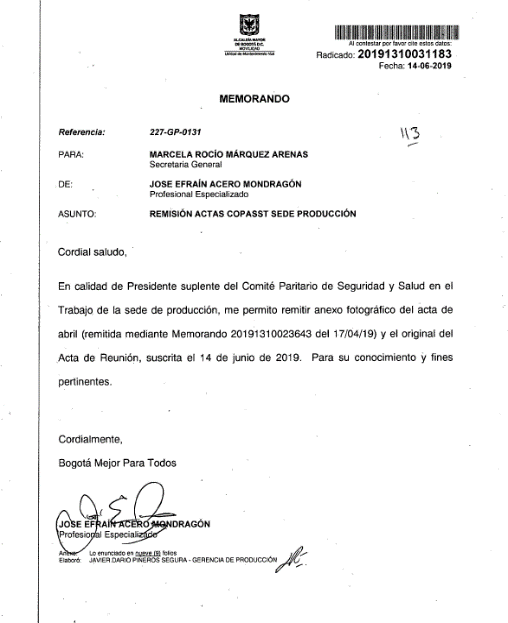 ALCALDÍA MAYOR
DE BOGOTÁ D.C.
MOVILIDAD
Unidad de Mantenimiento Vial
Al contestar por favor cite estos datos:
Radicado: 20191310031183
Fecha: 14-06-2019
MEMORANDO
Referencia: 227-GP-0131
113
PARA: MARCELA ROCÍO MÁRQUEZ ARENAS
Secretaria General
DE: JOSE EFRAÍN ACERO MONDRAGÓN
Profesional Especializado
ASUNTO: REMISIÓN ACTAS COPASST SEDE PRODUCCIÓN
Cordial saludo,
En calidad de Presidente suplente del Comité Paritario de Seguridad y Salud en el
Trabajo de la sede de producción, me permito remitir anexo fotográfico del acta de
abril (remitida mediante Memorando 20191310023643 del 17/04/19) y el original del
Acta de Reunión, suscrita el 14 de junio de 2019. Para su conocimiento y fines
pertinentes.
Cordialmente,
Bogotá Mejor Para Todos
JOSE EFRAÍN ACERO MONDRAGÓN
Profesional Especializado
Anexo: Lo enunciado en nueve (9) folios
Elaboró: JAVIER DARIO PIÑEROS SEGURA - GERENCIA DE PRODUCCIÓN